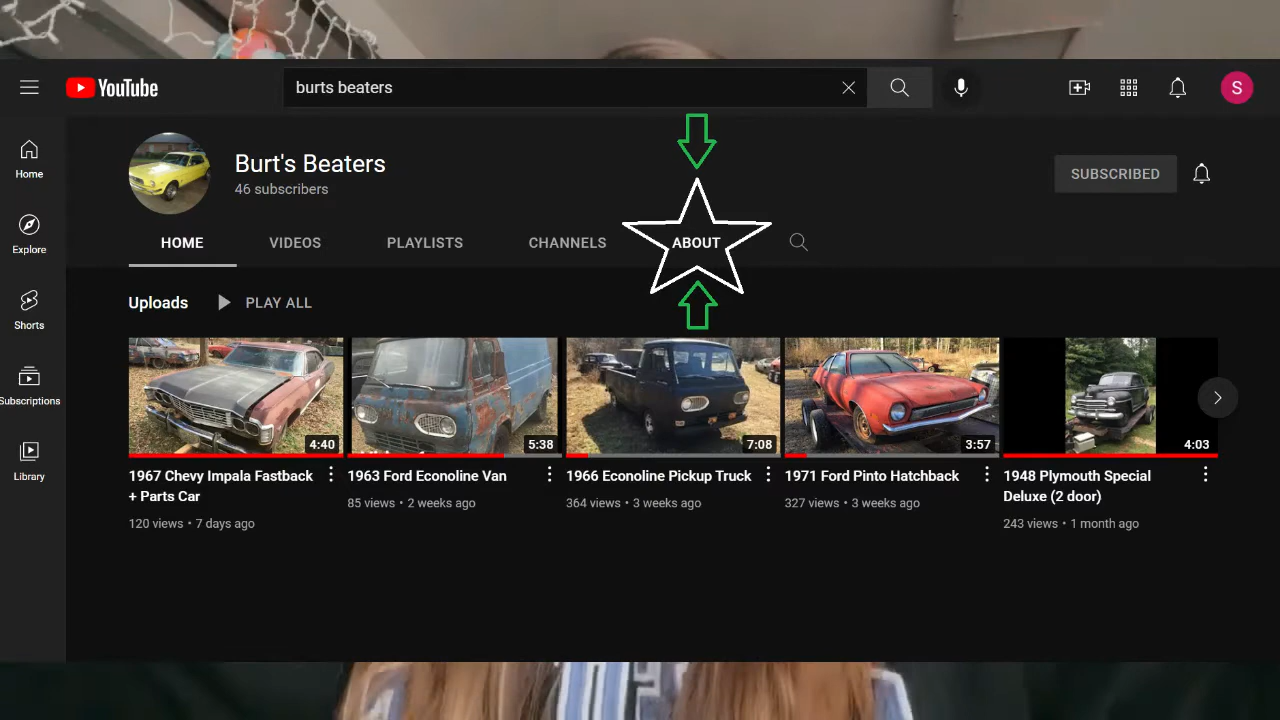 YouTube
burts beaters
S
Home
Explore
Shorts
Subscriptions
Library
Burt's Beaters
46 subscribers
SUBSCRIBED
HOME VIDEOS PLAYLISTS CHANNELS ABOUT
Uploads PLAY ALL
4:40
1967 Chevy Impala Fastback
+ Parts Car
120 views • 7 days ago
5:38
1963 Ford Econoline Van
85 views • 2 weeks ago
7:08
1966 Econoline Pickup Truck
364 views • 3 weeks ago
3:57
1971 Ford Pinto Hatchback
327 views • 3 weeks ago
4:03
1948 Plymouth Special
Deluxe (2 door)
243 views • 1 month ago